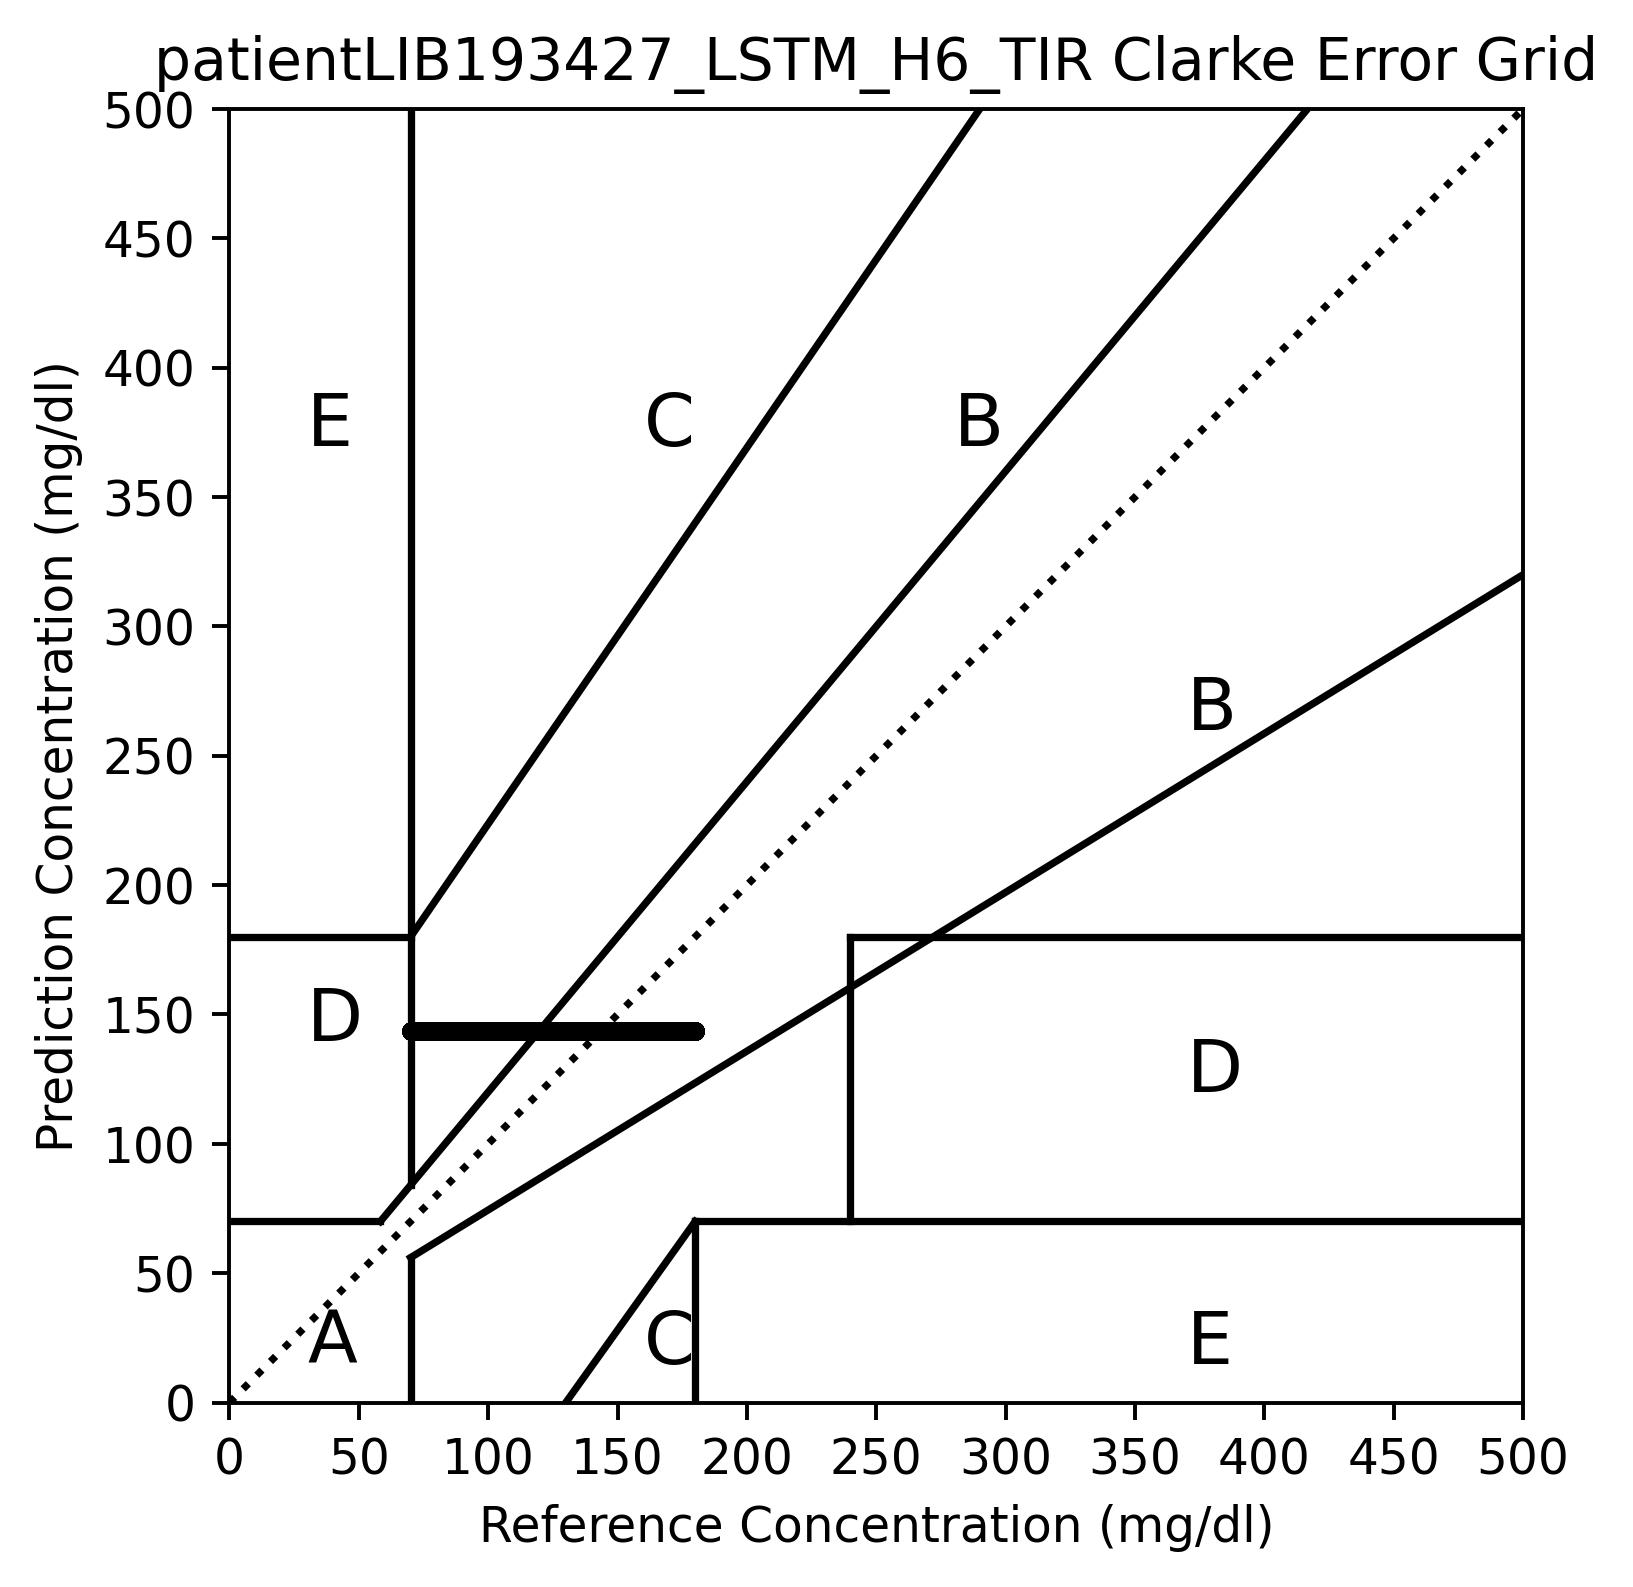 patientLIB193427_LSTM_H6_TIR Clarke Error Grid
500
450
400
350
300
250
200
150
100
50
0
Prediction Concentration (mg/dl)
E
C
B
B
D
D
A
C
E
0 50 100 150 200 250 300 350 400 450 500
Reference Concentration (mg/dl)